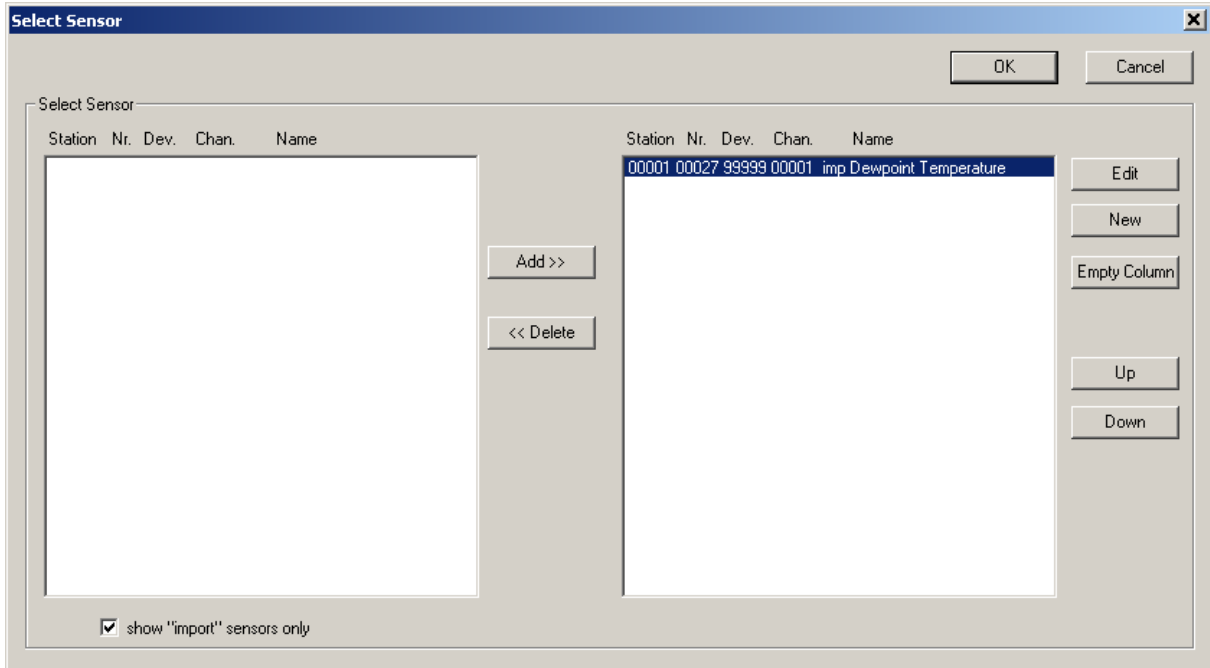 Select Sensor
OK Cancel
Select Sensor
Station Nr. Dev. Chan. Name Station Nr. Dev. Chan. Name
00001 00027 99999 00001 imp Dewpoint Temperature
Edit
New
Add >>
Empty Column
<< Delete
Up
Down
show "import" sensors only